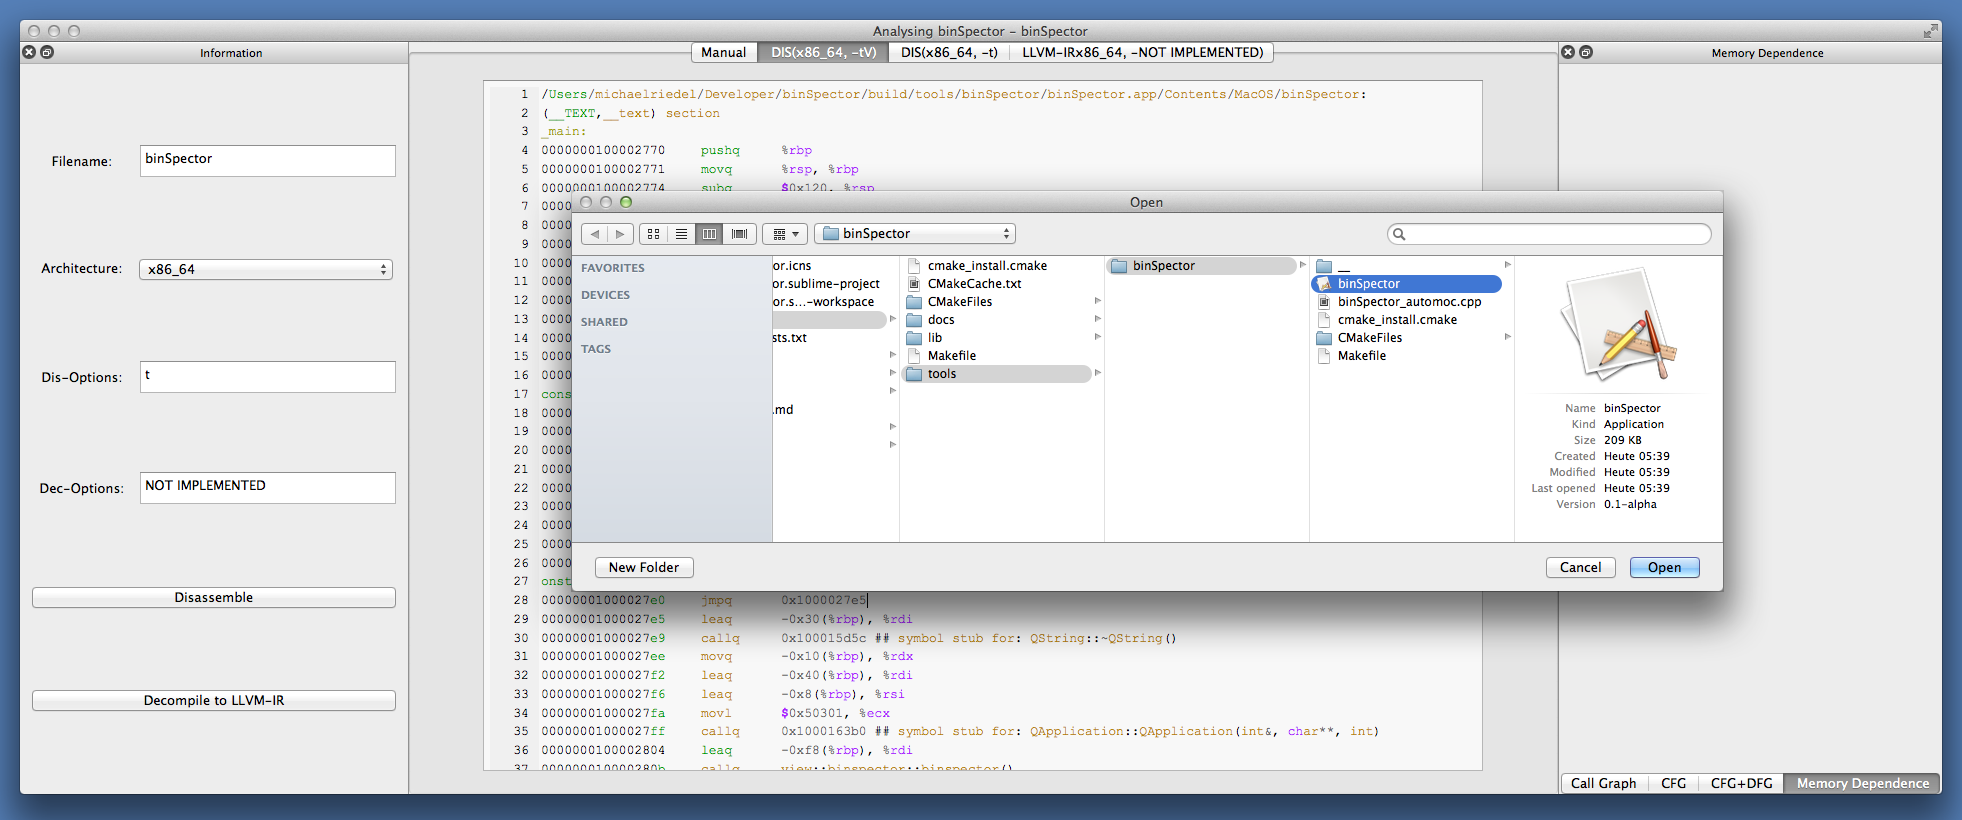 Analysing binSpector - binSpector
Information
Filename: binSpector
Architecture: x86_64
Dis-Options: t
Dec-Options: NOT IMPLEMENTED
Disassemble
Decompile to LLVM-IR
Manual DIS(x86_64, -tV) DIS(x86_64, -t) LLVM-IRx86_64, -NOT IMPLEMENTED)
1 /Users/michaelriedel/Developer/binSpector/build/tools/binSpector/binSpector.app/Contents/MacOS/binSpector:
2 (__TEXT,__text) section
3 _main:
4 0000000100002770 pushq %rbp
5 0000000100002771 movq %rsp, %rbp
6 0000000100002774 subq $0x120, %rsp
7 0000
8 0000
9 0000
10 0000
11 0000
12 0000
13 0000
14 0000
15 0000
16 0000
17 cons
18 0000
19 0000
20 0000
21 0000
22 0000
23 0000
24 0000
25 0000
26 0000
27 onst
28 00000001000027e0 jmpq 0x1000027e5
29 00000001000027e5 leaq -0x30(%rbp), %rdi
30 00000001000027e9 callq 0x100015d5c ## symbol stub for: QString::~QString()
31 00000001000027ee movq -0x10(%rbp), %rdx
32 00000001000027f2 leaq -0x40(%rbp), %rdi
33 00000001000027f6 leaq -0x8(%rbp), %rsi
34 00000001000027fa movl $0x50301, %ecx
35 00000001000027ff callq 0x1000163b0 ## symbol stub for: QApplication::QApplication(int&, char**, int)
36 0000000100002804 leaq -0xf8(%rbp), %rdi
37 000000010000280b callq view::binspector::binspector()
Open
binSpector
FAVORITES
DEVICES
SHARED
TAGS
or.icns
or.sublime-project
or.s...-workspace
sts.txt
.md
cmake_install.cmake
CMakeCache.txt
CMakeFiles
docs
lib
Makefile
tools
binSpector
__
binSpector
binSpector_automoc.cpp
cmake_install.cmake
CMakeFiles
Makefile
Name binSpector
Kind Application
Size 209 KB
Created Heute 05:39
Modified Heute 05:39
Last opened Heute 05:39
Version 0.1-alpha
New Folder
Cancel
Open
Memory Dependence
Call Graph CFG CFG+DFG Memory Dependence